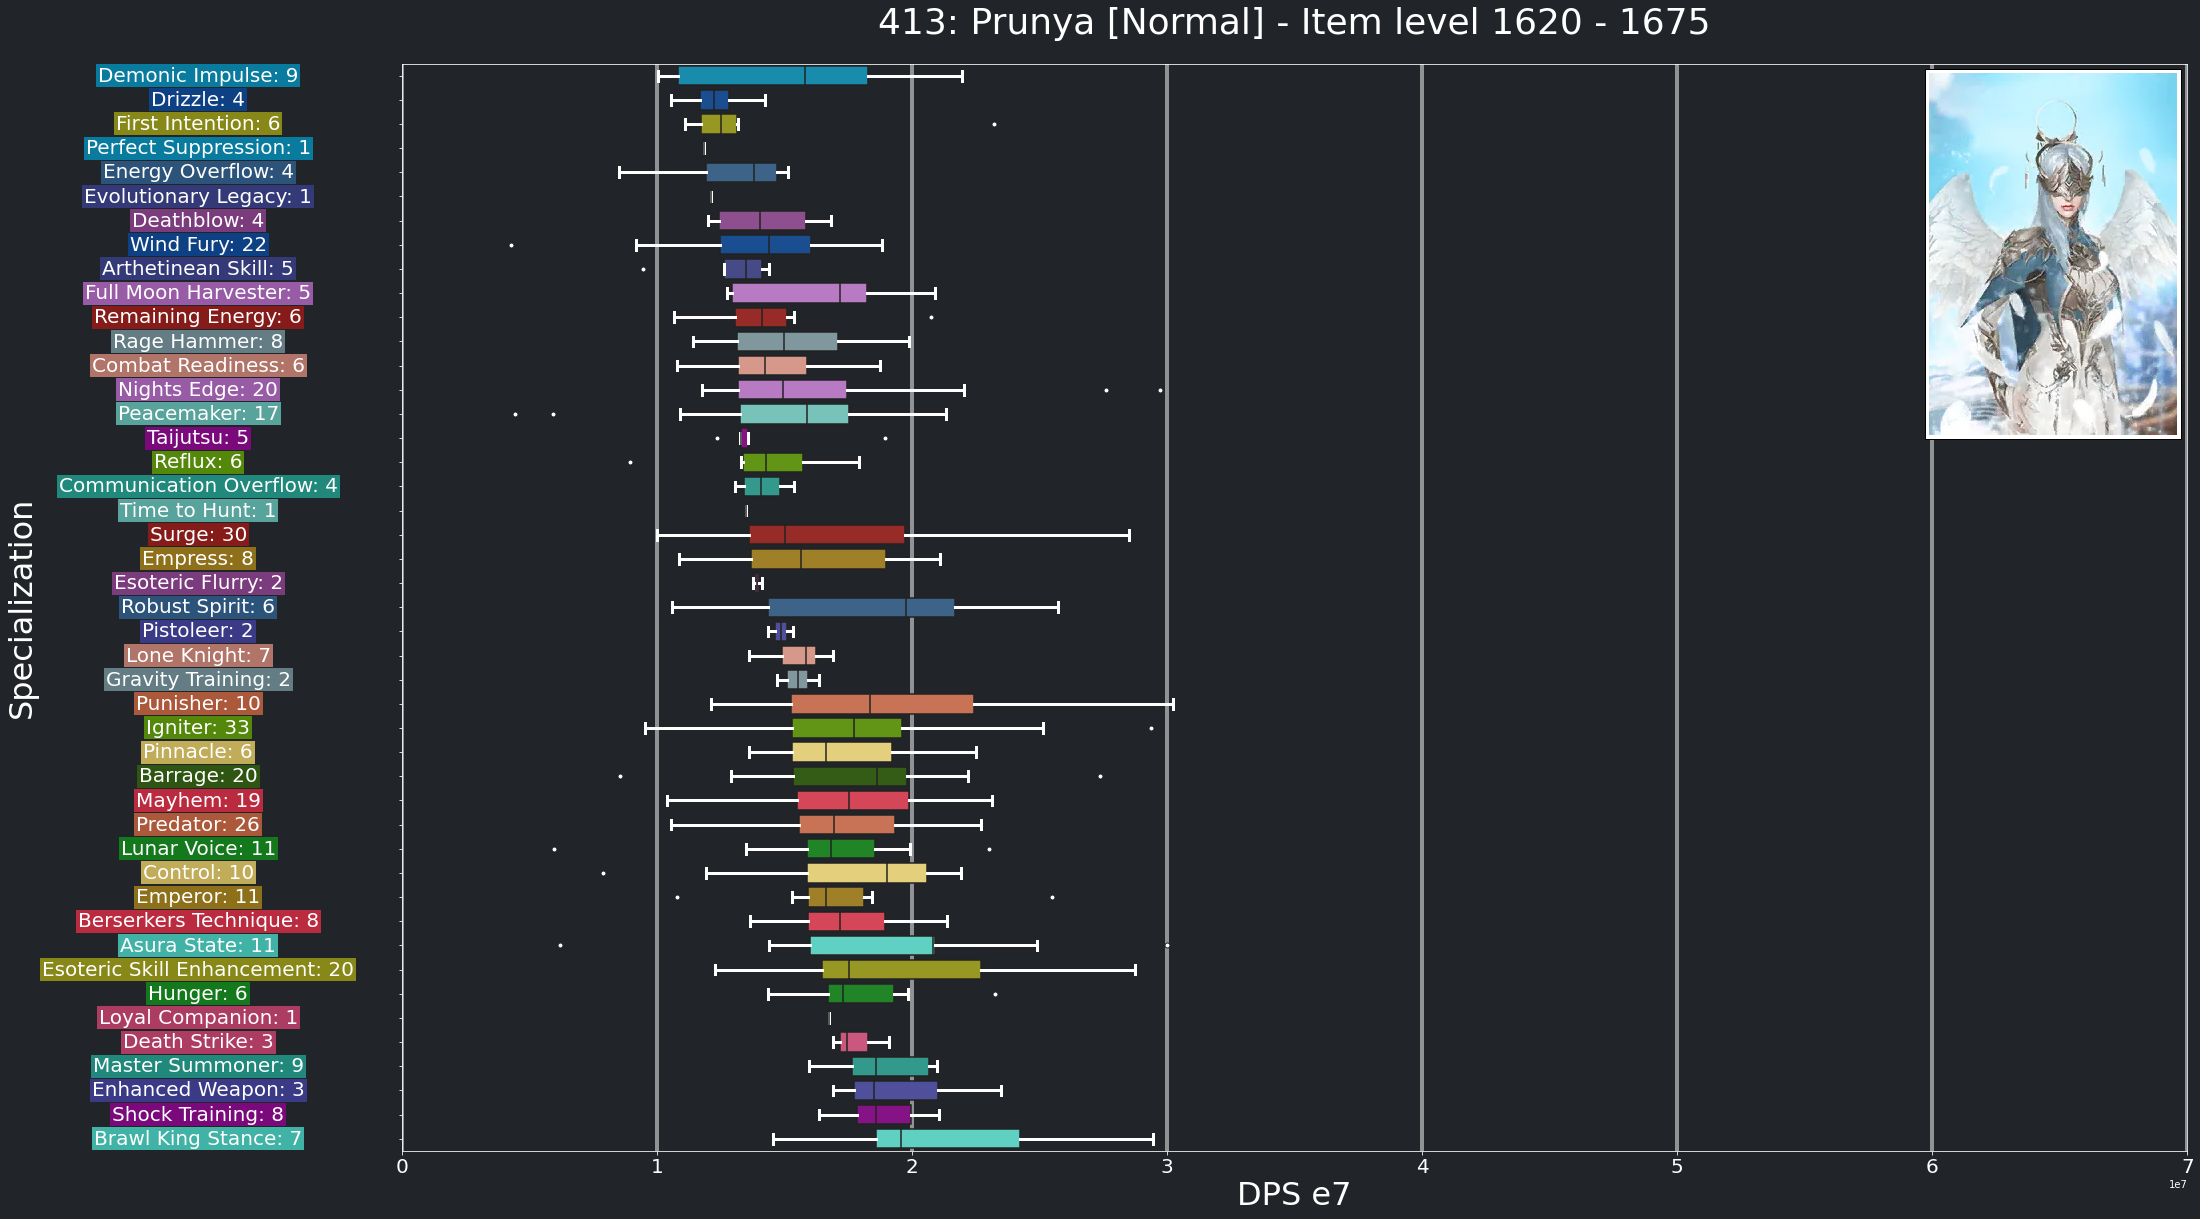 413: Prunya [Normal] - Item level 1620 - 1675
Specialization
Demonic Impulse: 9
Drizzle: 4
First Intention: 6
Perfect Suppression: 1
Energy Overflow: 4
Evolutionary Legacy: 1
Deathblow: 4
Wind Fury: 22
Arthetinean Skill: 5
Full Moon Harvester: 5
Remaining Energy: 6
Rage Hammer: 8
Combat Readiness: 6
Nights Edge: 20
Peacemaker: 17
Taijutsu: 5
Reflux: 6
Communication Overflow: 4
Time to Hunt: 1
Surge: 30
Empress: 8
Esoteric Flurry: 2
Robust Spirit: 6
Pistoleer: 2
Lone Knight: 7
Gravity Training: 2
Punisher: 10
Igniter: 33
Pinnacle: 6
Barrage: 20
Mayhem: 19
Predator: 26
Lunar Voice: 11
Control: 10
Emperor: 11
Berserkers Technique: 8
Asura State: 11
Esoteric Skill Enhancement: 20
Hunger: 6
Loyal Companion: 1
Death Strike: 3
Master Summoner: 9
Enhanced Weapon: 3
Shock Training: 8
Brawl King Stance: 7
0 1 2 3 4 5 6 7
1e7
DPS e7